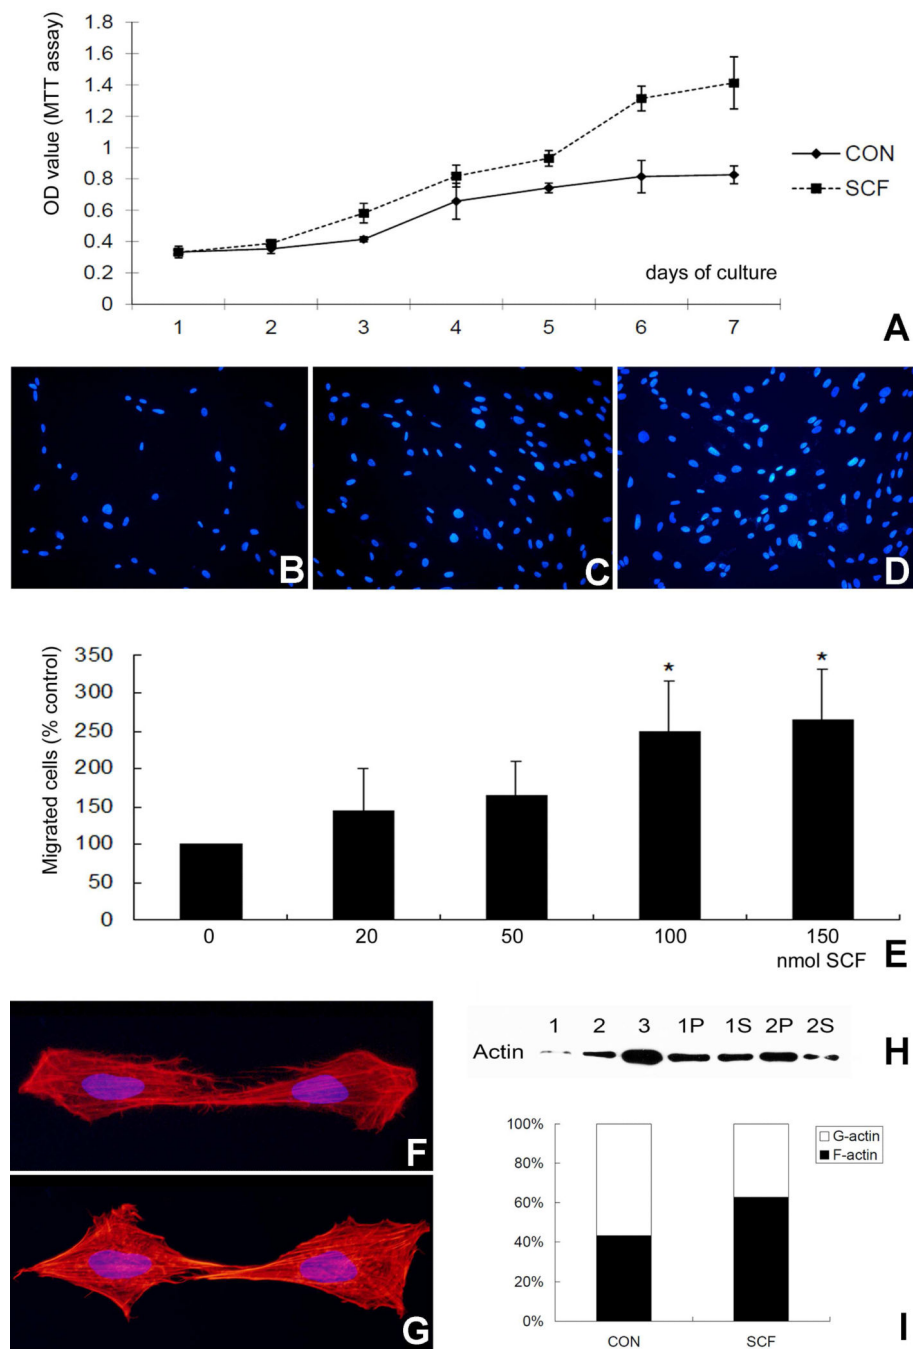 OD value (MTT assay)
1.8
1.6
1.4
1.2
1
0.8
0.6
0.4
0.2
0
1 2 3 4 5 6 7
days of culture
CON
SCF
A
B
C
D
Migrated cells (% control)
350
300
250
200
150
100
50
0
* *
0 20 50 100 150
nmol SCF
E
F
G
1 2 3 1P 1S 2P 2S
Actin
H
100%
80%
60%
40%
20%
0%
G-actin
F-actin
CON SCF
I